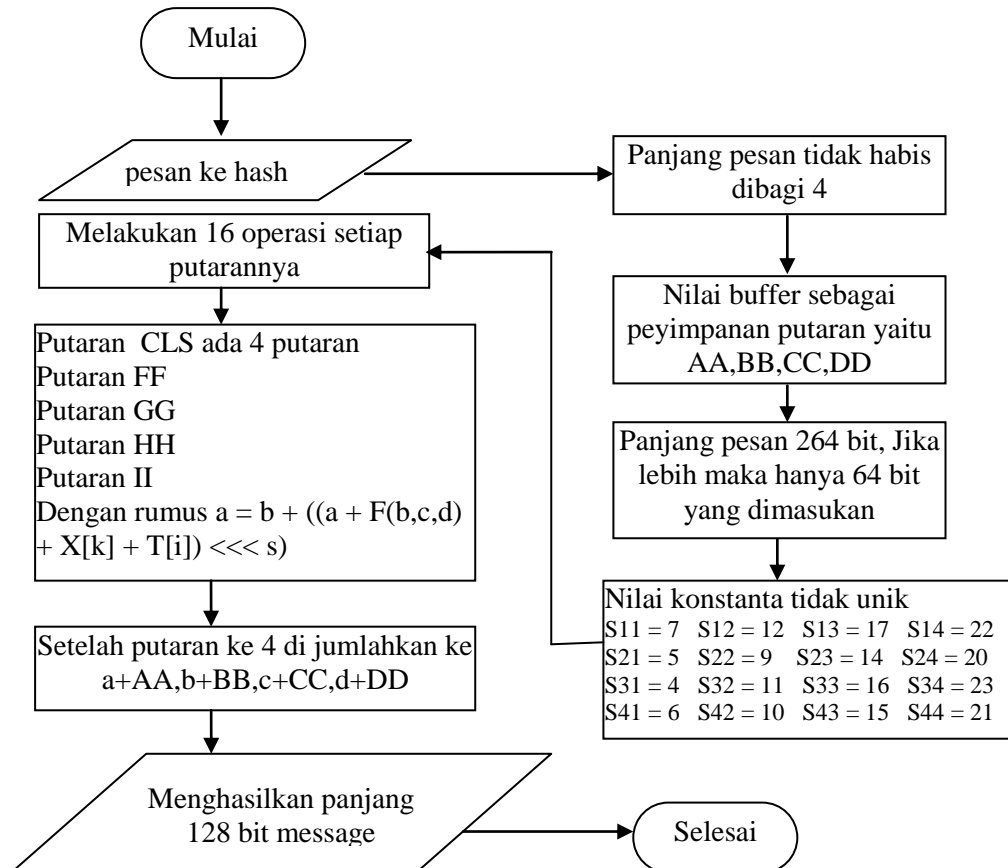 Mulai
pesan ke hash
Panjang pesan tidak habis
dibagi 4
Nilai buffer sebagai
peyimpanan putaran yaitu
AA,BB,CC,DD
Panjang pesan 264 bit, Jika
lebih maka hanya 64 bit
yang dimasukan
Nilai konstanta tidak unik
S11 = 7 S12 = 12 S13 = 17 S14 = 22
S21 = 5 S22 = 9 S23 = 14 S24 = 20
S31 = 4 S32 = 11 S33 = 16 S34 = 23
S41 = 6 S42 = 10 S43 = 15 S44 = 21
Melakukan 16 operasi setiap
putarannya
Putaran CLS ada 4 putaran
Putaran FF
Putaran GG
Putaran HH
Putaran II
Dengan rumus a = b + ((a + F(b,c,d)
+ X[k] + T[i]) <<< s)
Setelah putaran ke 4 di jumlahkan ke
a+AA,b+BB,c+CC,d+DD
Menghasilkan panjang
128 bit message
Selesai